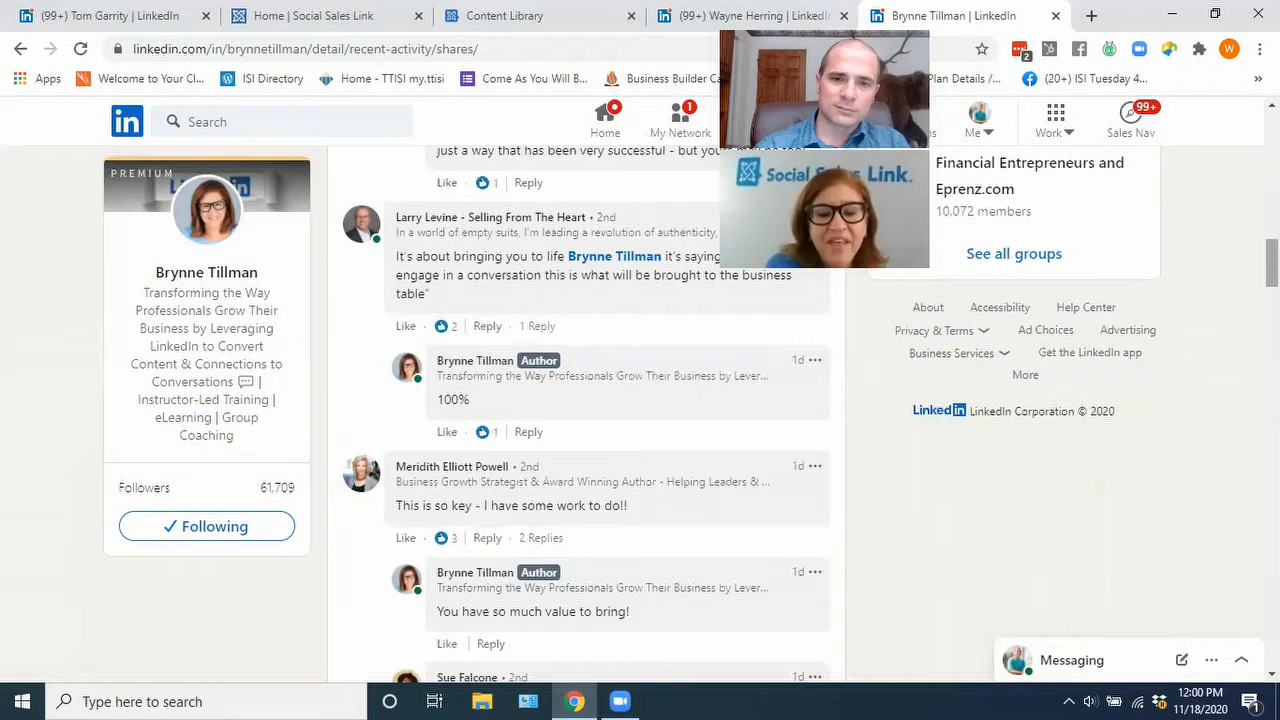 (99+) Tom Garrity | LinkedIn
Home | Social Sales Link
Content Library
(99+) Wayne Herring | LinkedIn
Brynne Tillman | LinkedIn
/in/brynnetillman/detail/recent-activity/shares/
2
W
Apps
Welcome to Your Cl...
ISI Directory
Home - TTISI my.ttisi
Coma As You Will B...
Business Builder
Plan Details /...
(20+) ISI Tuesday 4...
»
in
Search
Home
1
My Network
Me
Work
99+
Sales Nav
PREMIUM
Brynne Tillman
Transforming the Way
Professionals Grow Their
Business by Leveraging
LinkedIn to Convert
Content & Connections to
Conversations 💬 |
Instructor-Led Training |
eLearning | Group
Coaching
Followers 61,709
✓ Following
just a way that has been very successful - but
Like 1 | Reply
Larry Levine - Selling From The Heart • 2nd
In a world of empty suits, I'm leading a revolution of authenticity,
It's about bringing you to life Brynne Tillman it's saying
engage in a conversation this is what will be brought to the business
table"
Like · 2 | Reply · 1 Reply
Brynne Tillman Author 1d
Transforming the Way Professionals Grow Their Business by Lever...
100%
Like · 1 | Reply
Meridith Elliott Powell • 2nd 1d
Business Growth Strategist & Award Winning Author - Helping Leaders & ...
This is so key - I have some work to do!!
Like · 3 | Reply · 2 Replies
Brynne Tillman Author 1d
Transforming the Way Professionals Grow Their Business by Lever...
You have so much value to bring!
Like | Reply
Sue Falcone • 2nd
Social Sales Link
Financial Entrepreneurs and
Eprenz.com
10,072 members
See all groups
About Accessibility Help Center
Privacy & Terms Ad Choices Advertising
Business Services Get the LinkedIn app
More
LinkedIn LinkedIn Corporation © 2020
Messaging
Type here to search
12:00 PM
11/18/2020
1